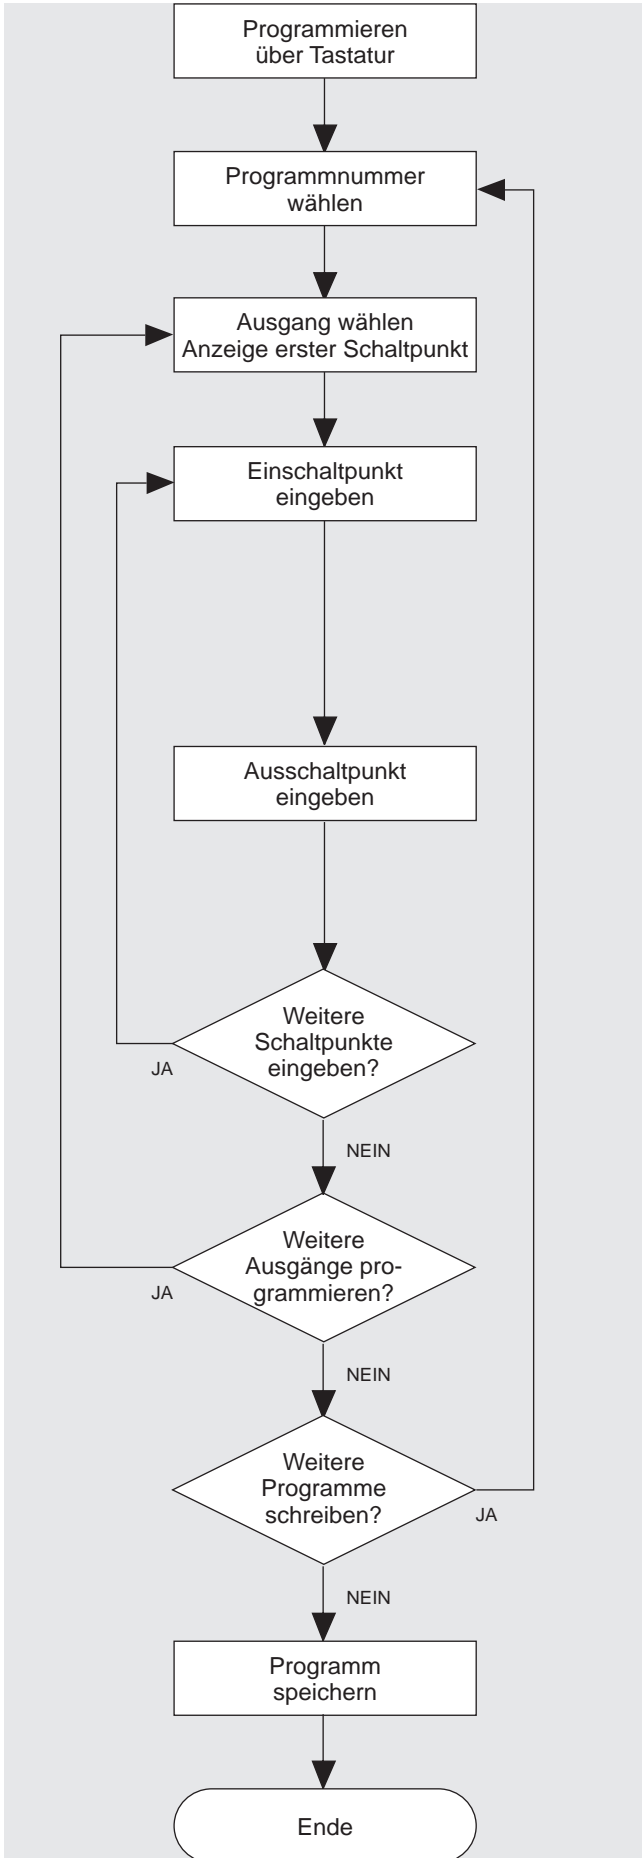 Programmieren
über Tastatur
Programmnummer
wählen
Ausgang wählen
Anzeige erster Schaltpunkt
Einschaltpunkt
eingeben
Ausschaltpunkt
eingeben
Weitere
Schaltpunkte
eingeben?
JA
NEIN
Weitere
Ausgänge pro-
grammieren?
JA
NEIN
Weitere
Programme
schreiben?
JA
NEIN
Programm
speichern
Ende